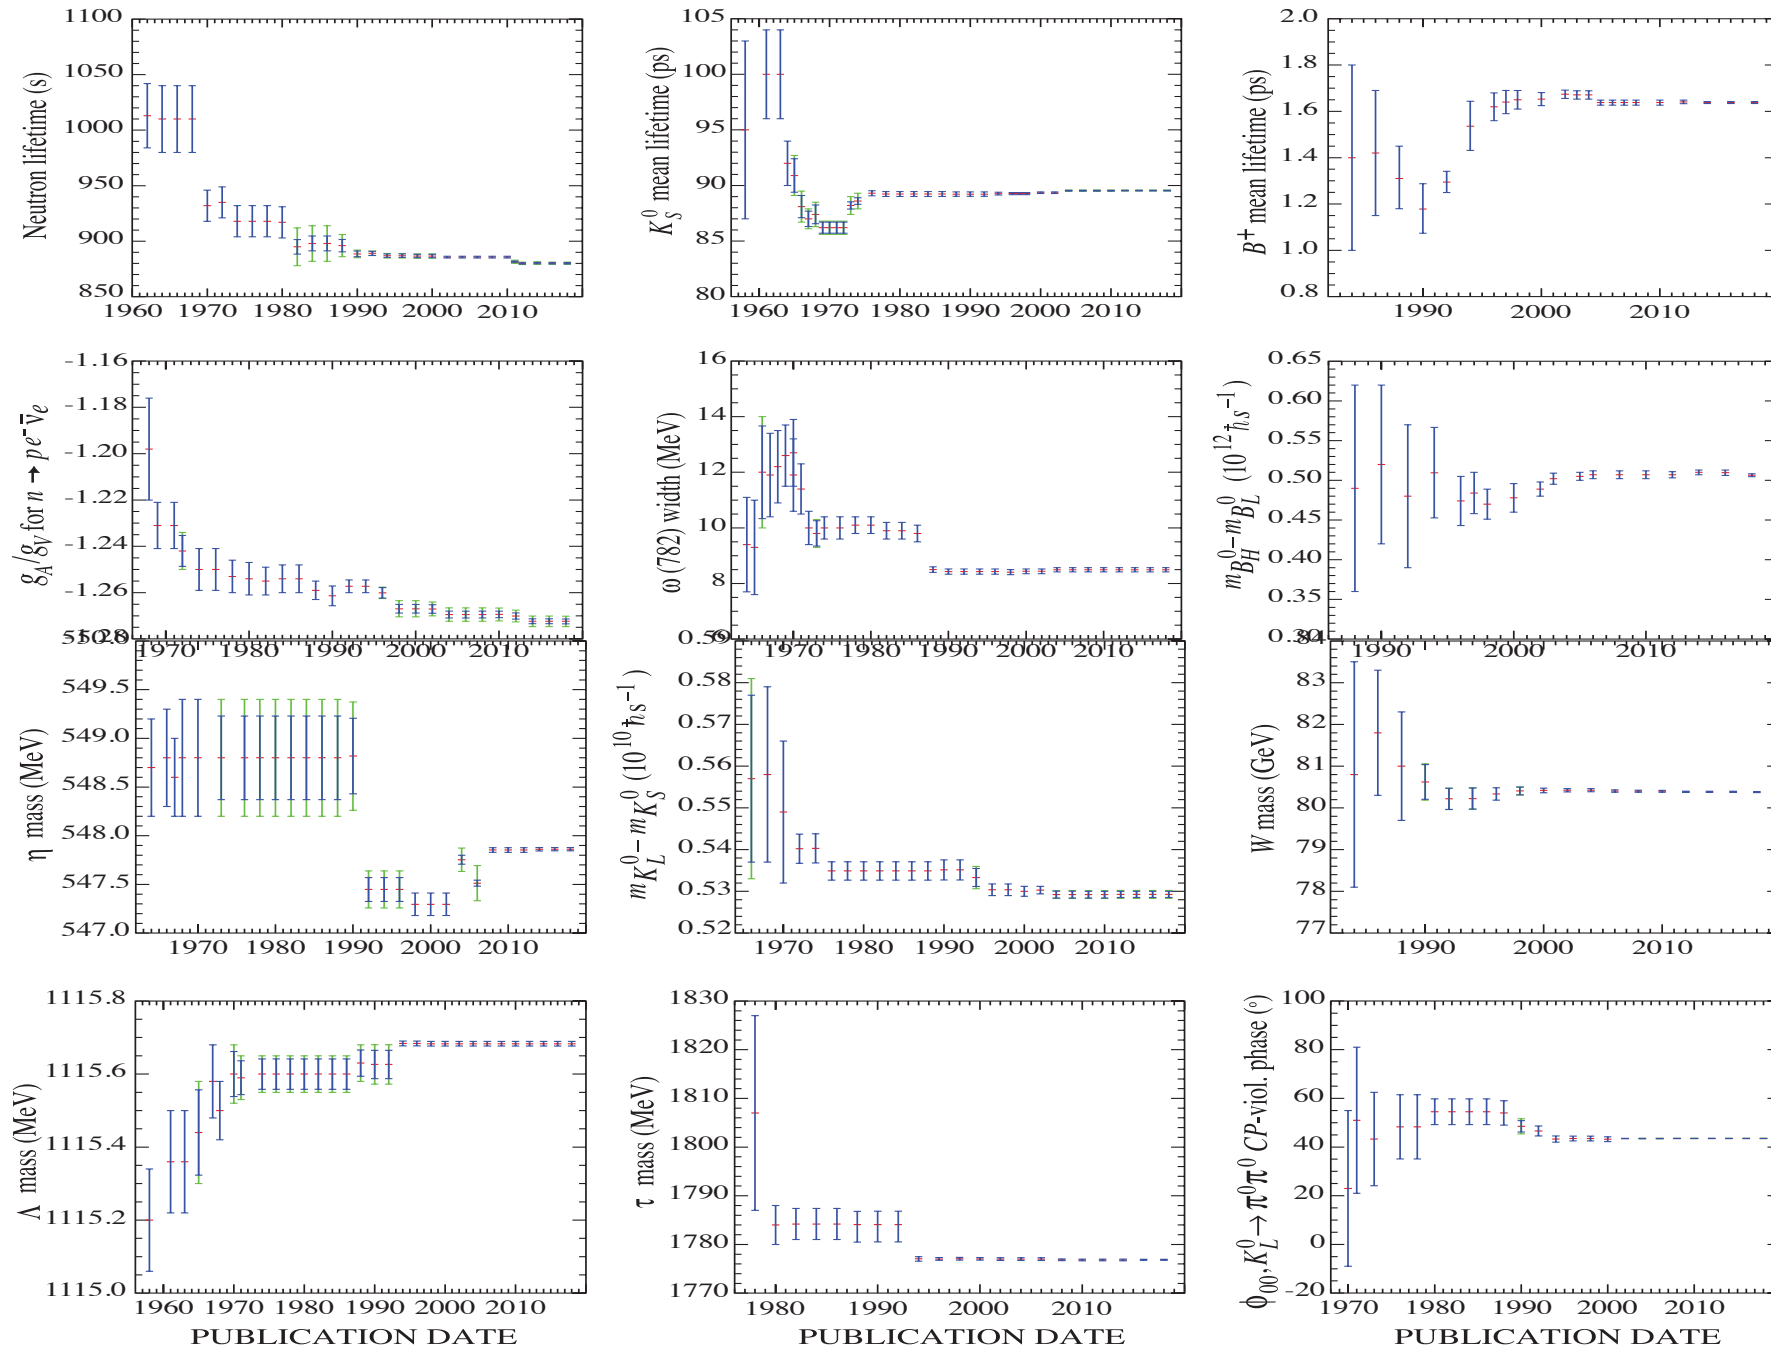 Neutron lifetime (s)
1100
1050
1000
950
900
850
1960 1970 1980 1990 2000 2010
K_S^0 mean lifetime (ps)
105
100
95
90
85
80
1960 1970 1980 1990 2000 2010
B^+ mean lifetime (ps)
2.0
1.8
1.6
1.4
1.2
1.0
0.8
1990 2000 2010
g_A/g_V for n → pe^-ν̄_e
-1.16
-1.18
-1.20
-1.22
-1.24
-1.26
1970 1980 1990 2000 2010
ω (782) width (MeV)
16
14
12
10
8
1970 1980 1990 2000 2010
m_{B_H^0} − m_{B_L^0} (10^12 ℏ s^−1)
0.65
0.60
0.55
0.50
0.45
0.40
0.35
0.30
1990 2000 2010
η mass (MeV)
549.5
549.0
548.5
548.0
547.5
547.0
1970 1980 1990 2000 2010
m_{K_L^0} − m_{K_S^0} (10^10 ℏ s^−1)
0.59
0.58
0.57
0.56
0.55
0.54
0.53
0.52
1970 1980 1990 2000 2010
W mass (GeV)
84
83
82
81
80
79
78
77
1990 2000 2010
Λ mass (MeV)
1115.8
1115.6
1115.4
1115.2
1115.0
1960 1970 1980 1990 2000 2010
PUBLICATION DATE
τ mass (MeV)
1830
1820
1810
1800
1790
1780
1770
1980 1990 2000 2010
PUBLICATION DATE
ϕ_00, K_L^0 → π^0π^0 CP-viol. phase (°)
100
80
60
40
20
0
-20
1970 1980 1990 2000 2010
PUBLICATION DATE